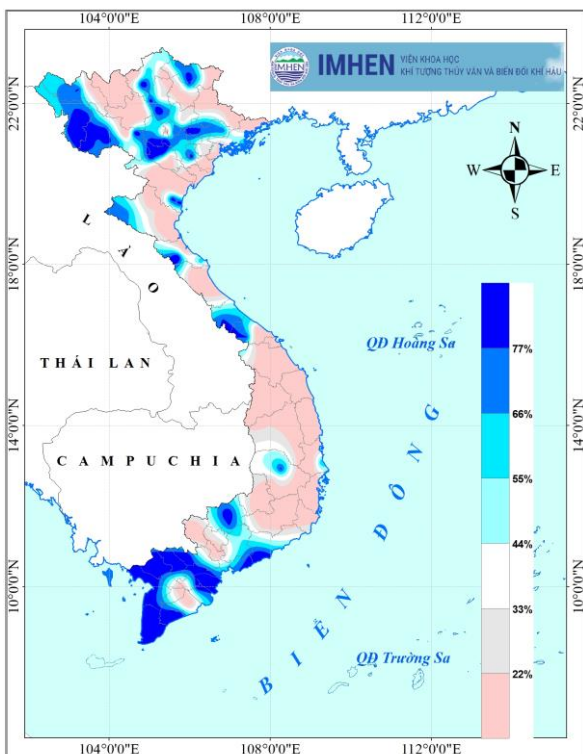 104°0'0"E
108°0'0"E
112°0'0"E
VIỆN KHOA HỌC
IMHEN
IMHEN
KHÍ TƯỢNG THỦY VĂN VÀ BIẾN ĐỔI KHÍ HẬU
22°0'0"N
22°0'0"N
N
W
E
S
LÀO
18°0'0"N
18°0'0"N
QĐ Hoàng Sa
THÁI LAN
CAMPUCHIA
14°0'0"N
14°0'0"N
BIỂN ĐÔNG
10°0'0"N
10°0'0"N
QĐ Trường Sa
77%
66%
55%
44%
33%
22%
104°0'0"E
108°0'0"E
112°0'0"E